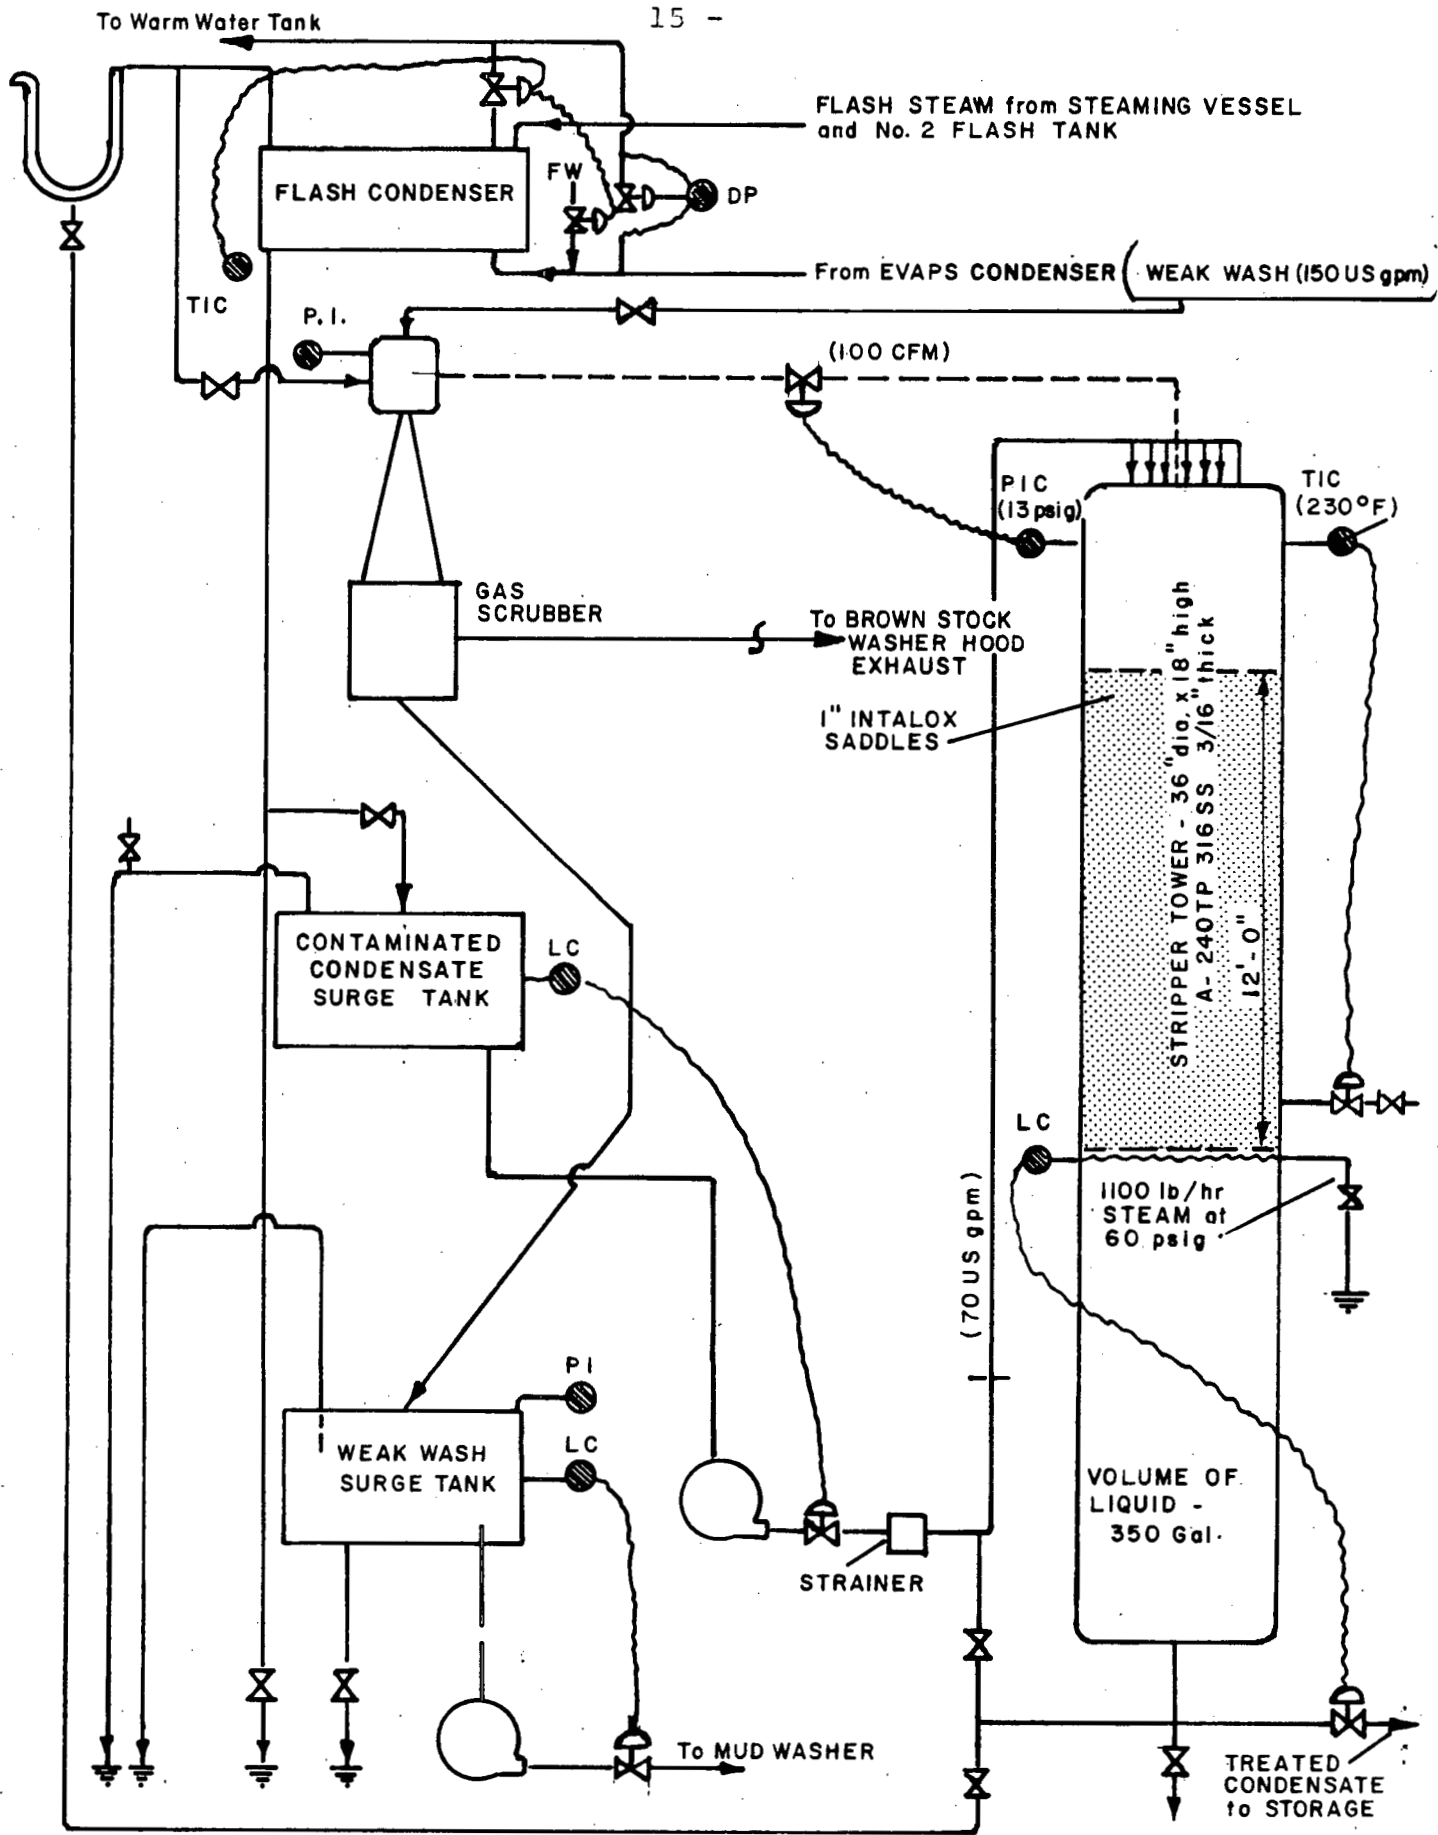 15 -
To Warm Water Tank
FLASH STEAM from STEAMING VESSEL
and No. 2 FLASH TANK
FLASH CONDENSER
FW
DP
TIC
From EVAPS CONDENSER
WEAK WASH (150 US gpm)
P.I.
(100 CFM)
PIC
(13 psig)
TIC
(230°F)
GAS
SCRUBBER
To BROWN STOCK
WASHER HOOD
EXHAUST
1" INTALOX
SADDLES
STRIPPER TOWER - 36" dia. x 18" high
A-240TP 316SS 3/16" thick
12'-0"
CONTAMINATED
CONDENSATE
SURGE TANK
LC
LC
1100 lb/hr
STEAM at
60 psig
(70 US gpm)
PI
LC
WEAK WASH
SURGE TANK
VOLUME OF
LIQUID -
350 Gal.
STRAINER
To MUD WASHER
TREATED
CONDENSATE
to STORAGE